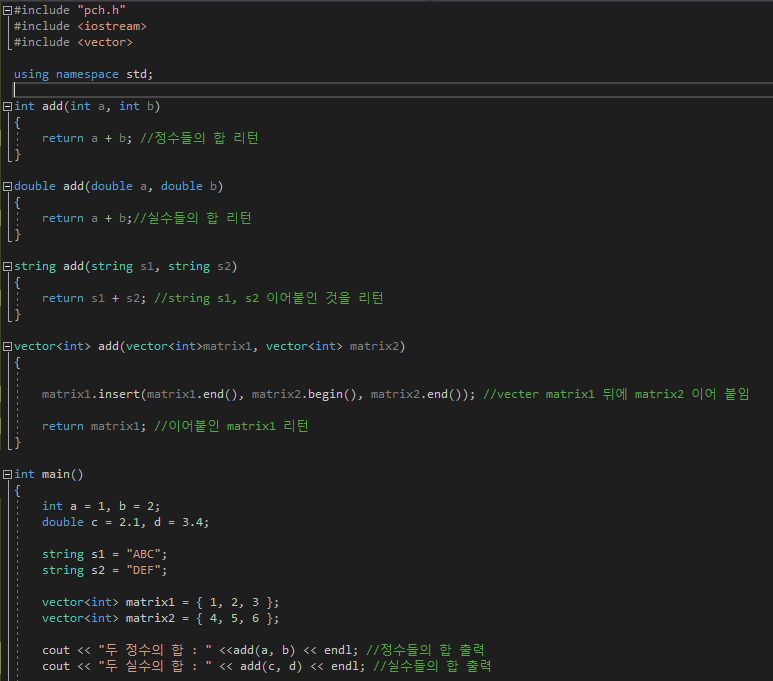 #include "pch.h"
#include <iostream>
#include <vector>
using namespace std;
int add(int a, int b)
{
return a + b; //정수들의 합 리턴
}
double add(double a, double b)
{
return a + b;//실수들의 합 리턴
}
string add(string s1, string s2)
{
return s1 + s2; //string s1, s2 이어붙인 것을 리턴
}
vector<int> add(vector<int>matrix1, vector<int> matrix2)
{
matrix1.insert(matrix1.end(), matrix2.begin(), matrix2.end()); //vecter matrix1 뒤에 matrix2 이어 붙임
return matrix1; //이어붙인 matrix1 리턴
}
int main()
{
int a = 1, b = 2;
double c = 2.1, d = 3.4;
string s1 = "ABC";
string s2 = "DEF";
vector<int> matrix1 = { 1, 2, 3 };
vector<int> matrix2 = { 4, 5, 6 };
cout << "두 정수의 합 : " <<add(a, b) << endl; //정수들의 합 출력
cout << "두 실수의 합 : " << add(c, d) << endl; //실수들의 합 출력